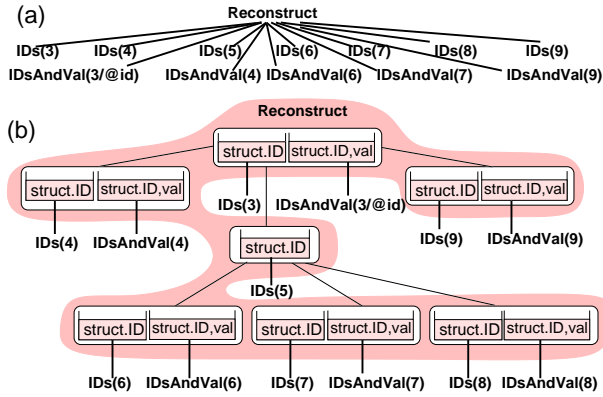 (a)
Reconstruct
IDs(3) IDs(4) IDs(5) IDs(6) IDs(7) IDs(8) IDs(9)
IDsAndVal(3/@id) IDsAndVal(4) IDsAndVal(6) IDsAndVal(7) IDsAndVal(9)
Reconstruct
(b)
struct.ID struct.ID,val
struct.ID struct.ID,val struct.ID struct.ID,val
IDs(3) IDsAndVal(3/@id)
IDs(4) IDsAndVal(4) IDs(9) IDsAndVal(9)
struct.ID
IDs(5)
struct.ID struct.ID,val struct.ID struct.ID,val struct.ID struct.ID,val
IDs(6) IDsAndVal(6) IDs(7) IDsAndVal(7) IDs(8) IDsAndVal(8)